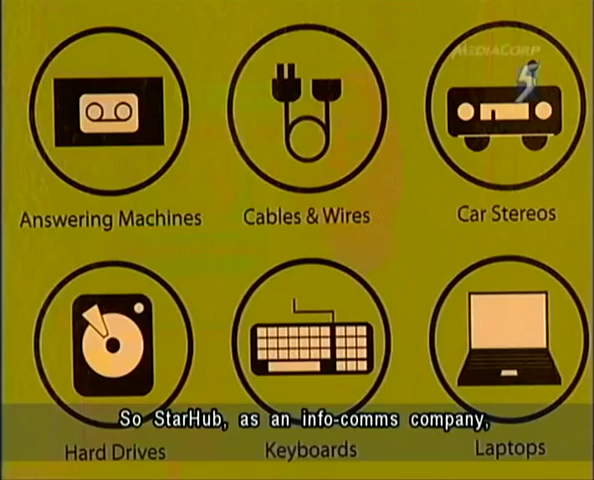 MEDIACORP
5
Answering Machines
Cables & Wires
Car Stereos
So StarHub, as an info-comms company,
Hard Drives
Keyboards
Laptops